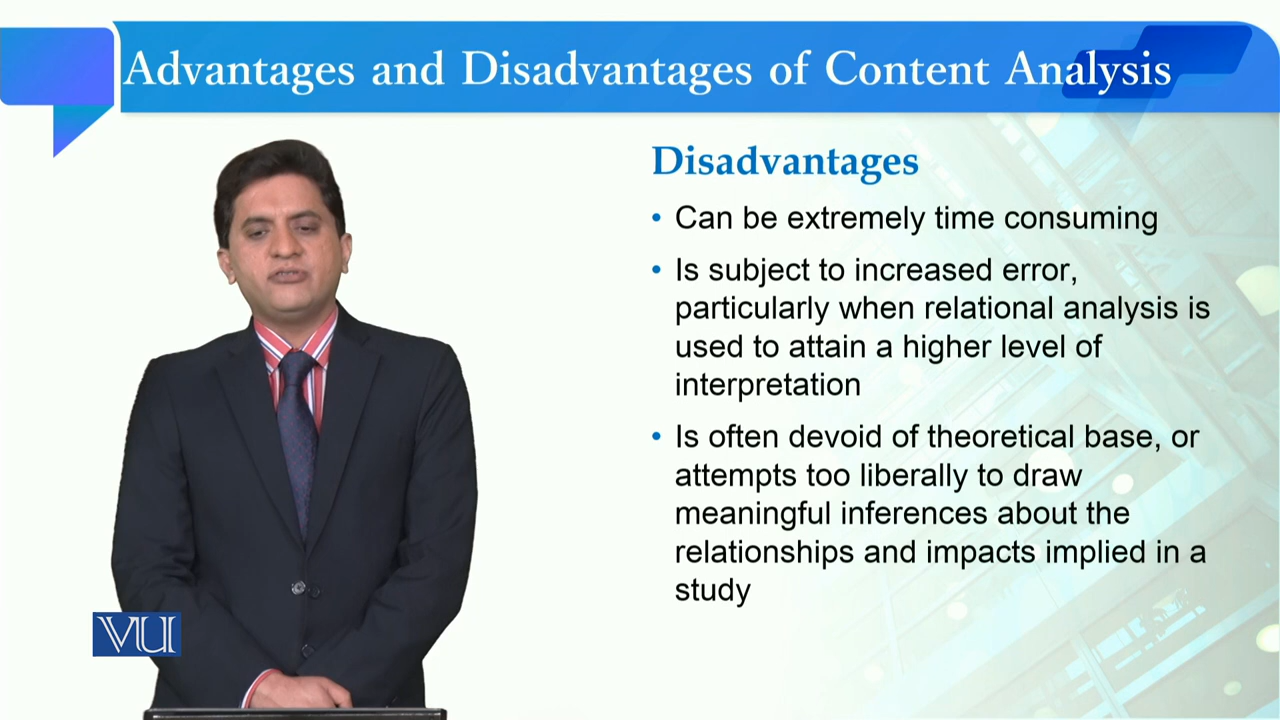 Advantages and Disadvantages of Content Analysis
Disadvantages
• Can be extremely time consuming
• Is subject to increased error,
particularly when relational analysis is
used to attain a higher level of
interpretation
• Is often devoid of theoretical base, or
attempts too liberally to draw
meaningful inferences about the
relationships and impacts implied in a
study
VU